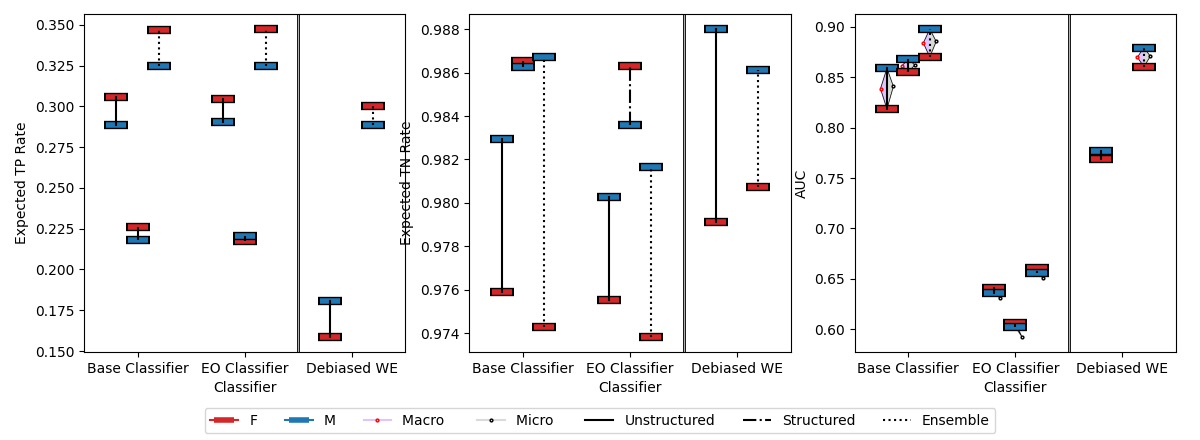 Expected TP Rate
0.350
0.325
0.300
0.275
0.250
0.225
0.200
0.175
0.150
Base Classifier EO Classifier Debiased WE
Classifier
Expected TN Rate
0.988
0.986
0.984
0.982
0.980
0.978
0.976
0.974
Base Classifier EO Classifier Debiased WE
Classifier
AUC
0.90
0.85
0.80
0.75
0.70
0.65
0.60
Base Classifier EO Classifier Debiased WE
Classifier
F M Macro Micro Unstructured Structured Ensemble